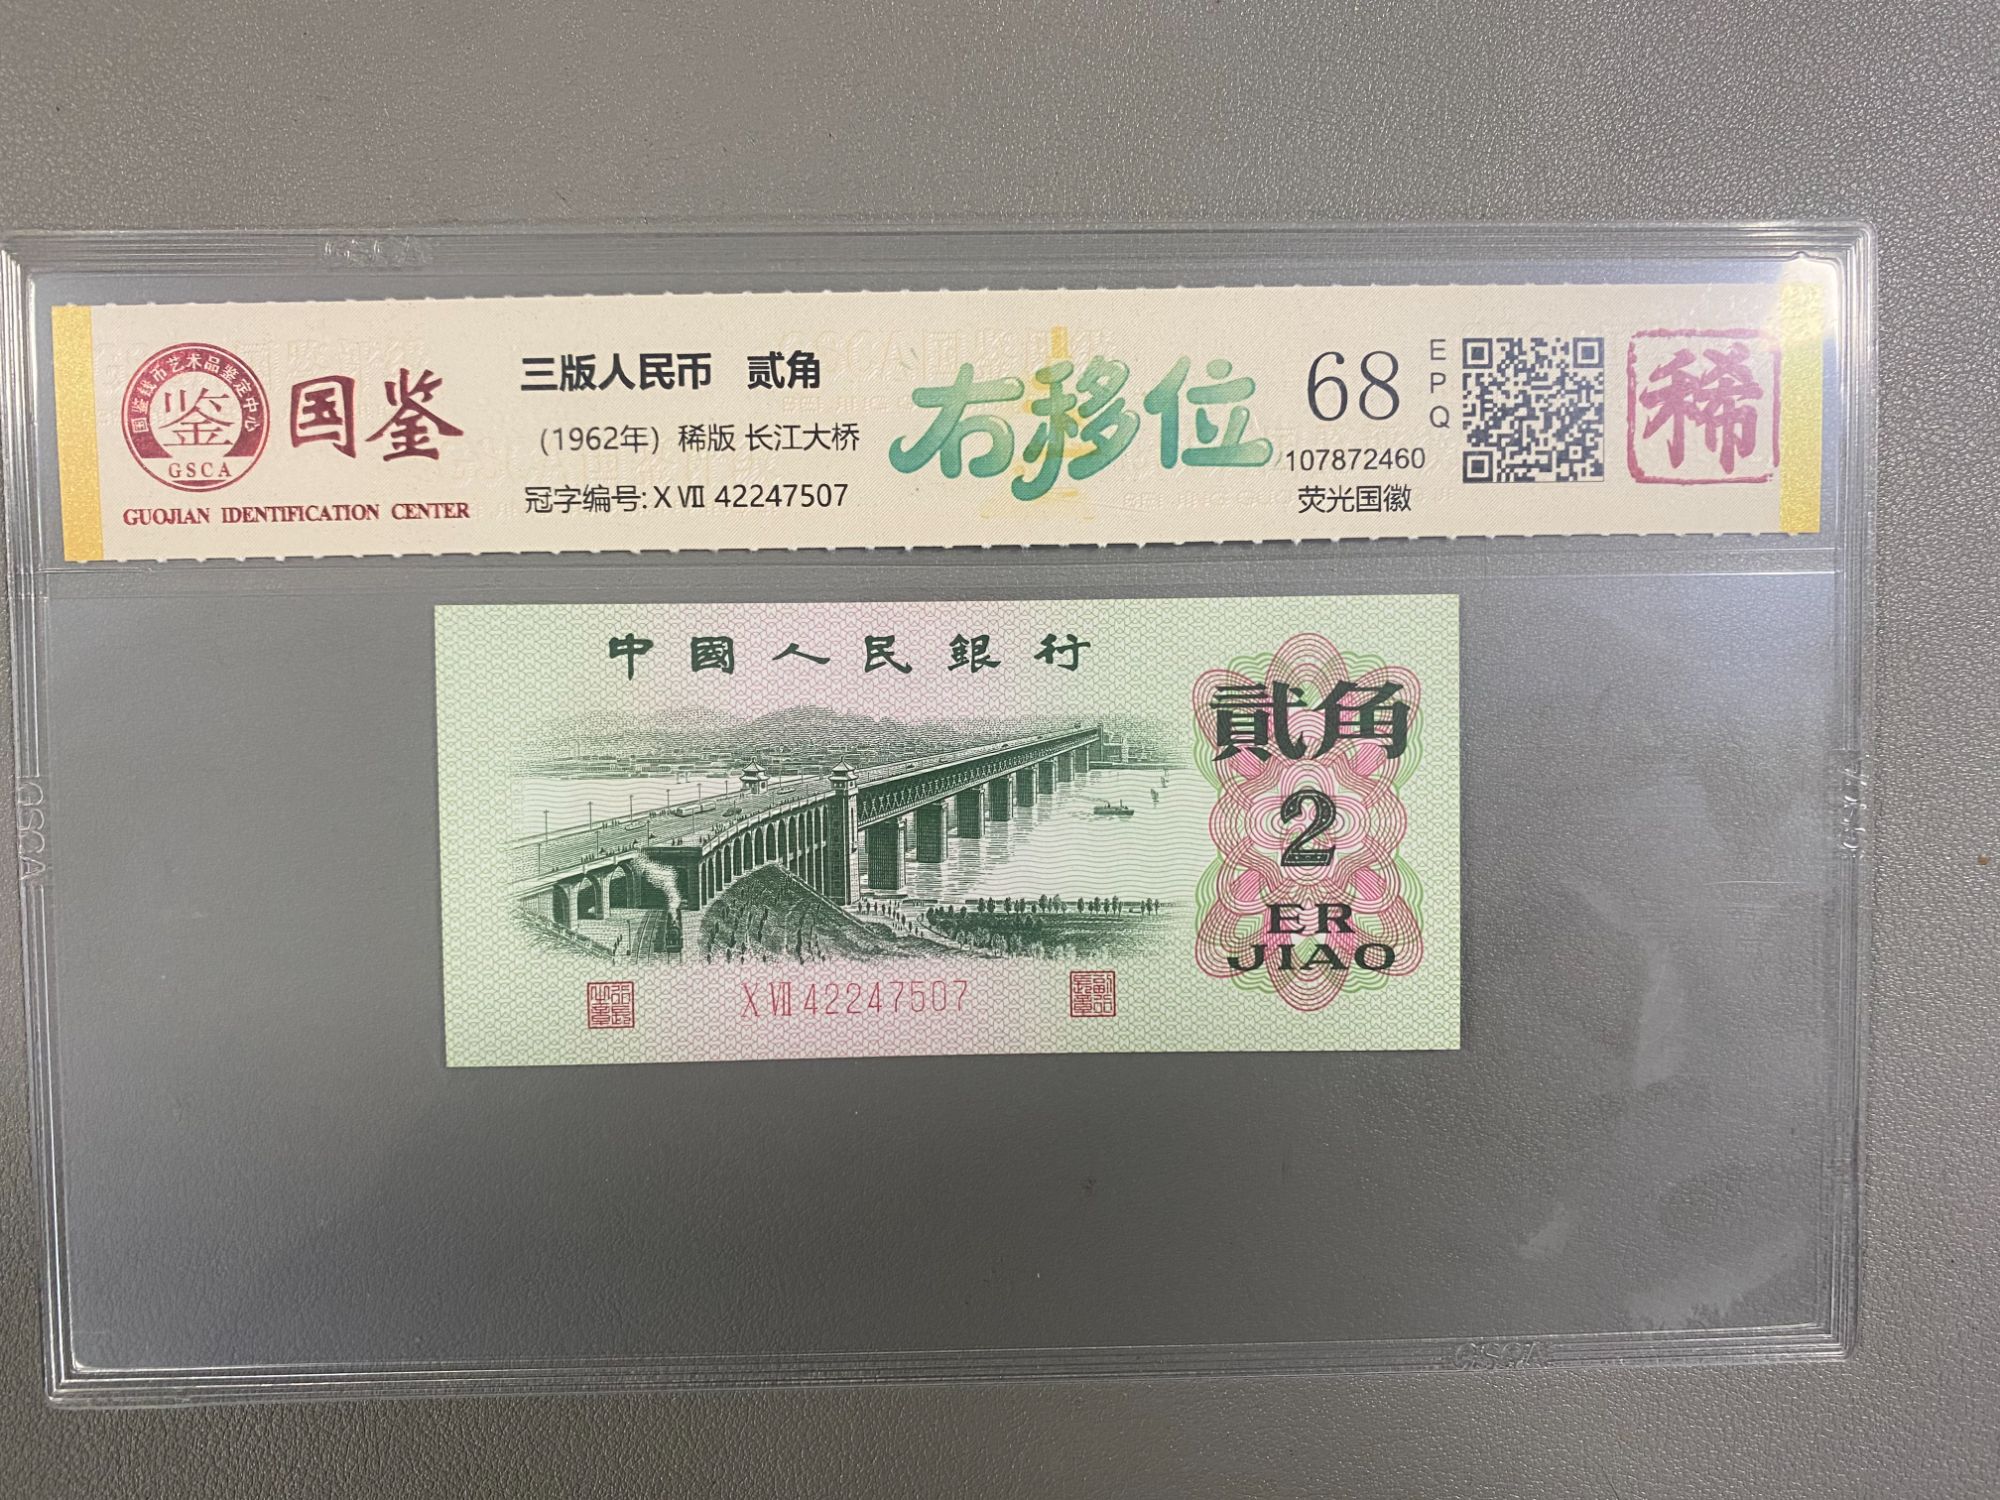 国鉴钱币艺术品鉴定中心
鉴
GSCA
国鉴
GUOJIAN IDENTIFICATION CENTER
三版人民币 贰角
(1962年) 稀版 长江大桥
冠字编号: X Ⅶ 42247507
右移位
68
EPQ
107872460
荧光国徽
稀
中國人民銀行
貳角
2
ER
JIAO
X Ⅶ 42247507
GSCA
GSCA
GSCA